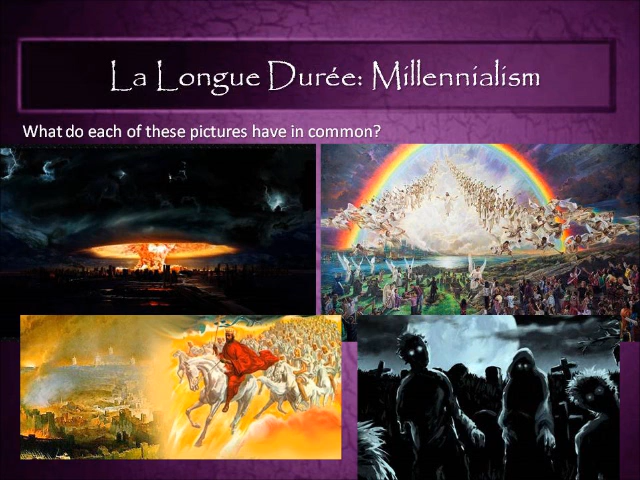 La Longue Durée: Millennialism
What do each of these pictures have in common?